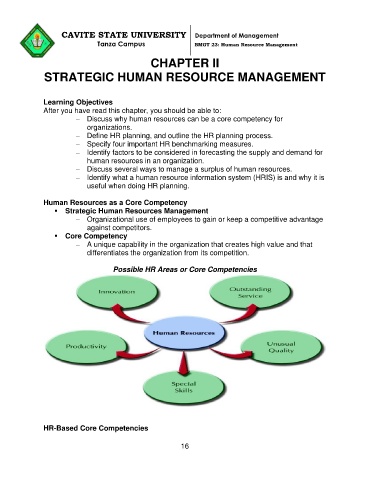 CAVITE STATE UNIVERSITY
Tanza Campus
Department of Management
BMGT 23: Human Resource Management
CHAPTER II
STRATEGIC HUMAN RESOURCE MANAGEMENT
Learning Objectives
After you have read this chapter, you should be able to:
– Discuss why human resources can be a core competency for
organizations.
– Define HR planning, and outline the HR planning process.
– Specify four important HR benchmarking measures.
– Identify factors to be considered in forecasting the supply and demand for
human resources in an organization.
– Discuss several ways to manage a surplus of human resources.
– Identify what a human resource information system (HRIS) is and why it is
useful when doing HR planning.
Human Resources as a Core Competency
• Strategic Human Resources Management
– Organizational use of employees to gain or keep a competitive advantage
against competitors.
• Core Competency
– A unique capability in the organization that creates high value and that
differentiates the organization from its competition.
Possible HR Areas or Core Competencies
Innovation
Outstanding
Service
Human Resources
Productivity
Unusual
Quality
Special
Skills
HR-Based Core Competencies
16